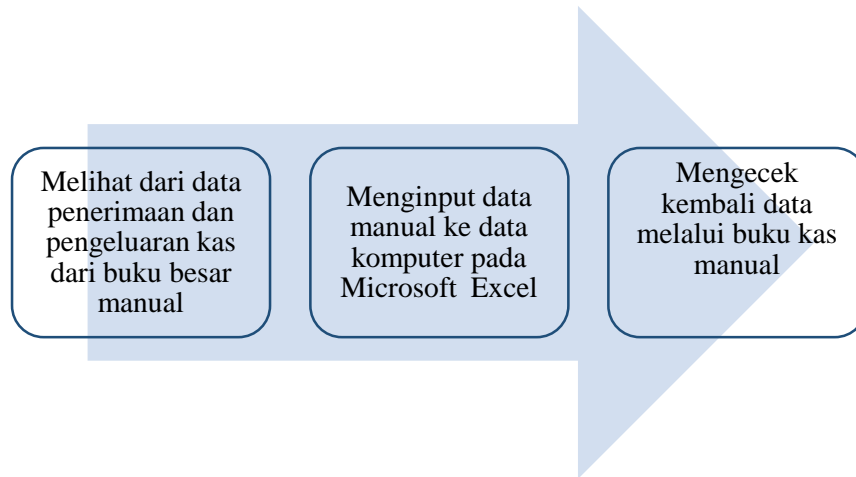 Melihat dari data
penerimaan dan
pengeluaran kas
dari buku besar
manual
Menginput data
manual ke data
komputer pada
Microsoft Excel
Mengecek
kembali data
melalui buku kas
manual